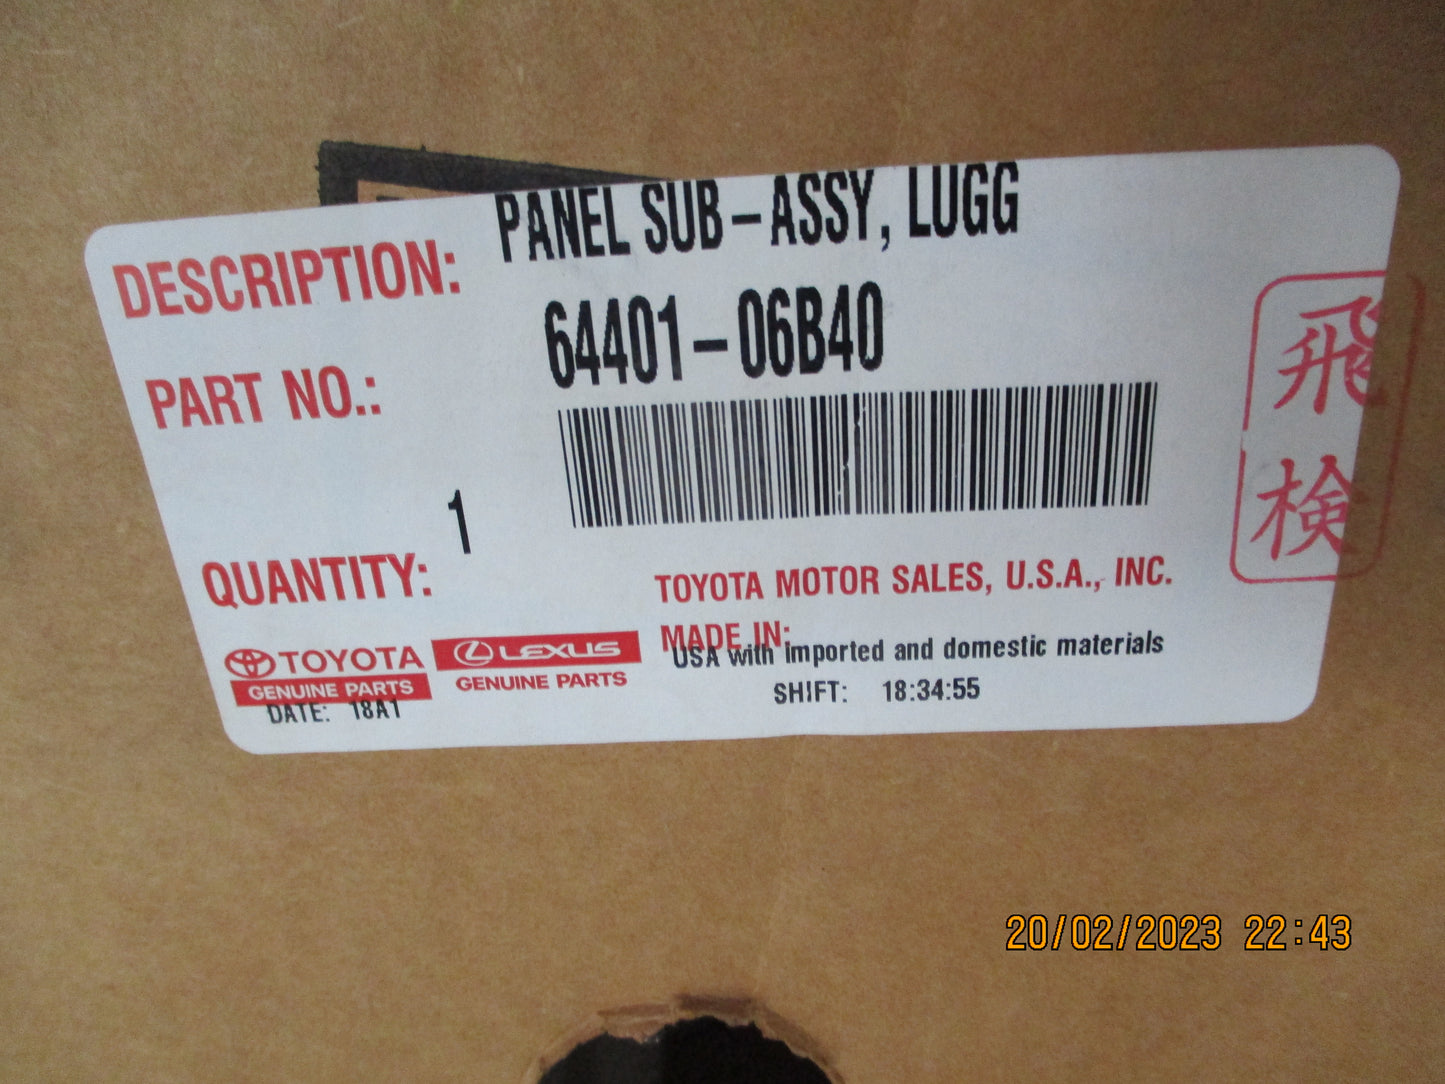 DESCRIPTION: PANEL SUB-ASSY, LUGG
PART NO.: 64401-06B40
QUANTITY: 1
TOYOTA MOTOR SALES, U.S.A., INC.
MADE IN:
USA with imported and domestic materials
TOYOTA
GENUINE PARTS
LEXUS
GENUINE PARTS
DATE: 18A1
SHIFT: 18:34:55
飛
検
20/02/2023 22:43